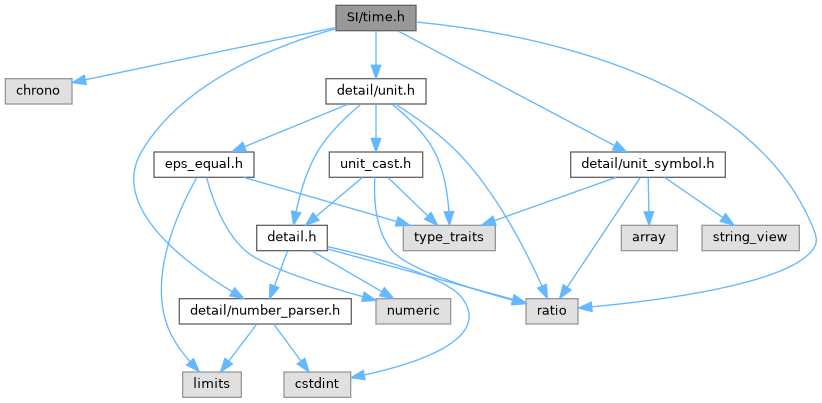 SI/time.h
chrono
detail/unit.h
eps_equal.h
unit_cast.h
detail/unit_symbol.h
detail.h
type_traits
array
string_view
detail/number_parser.h
numeric
ratio
limits
cstdint